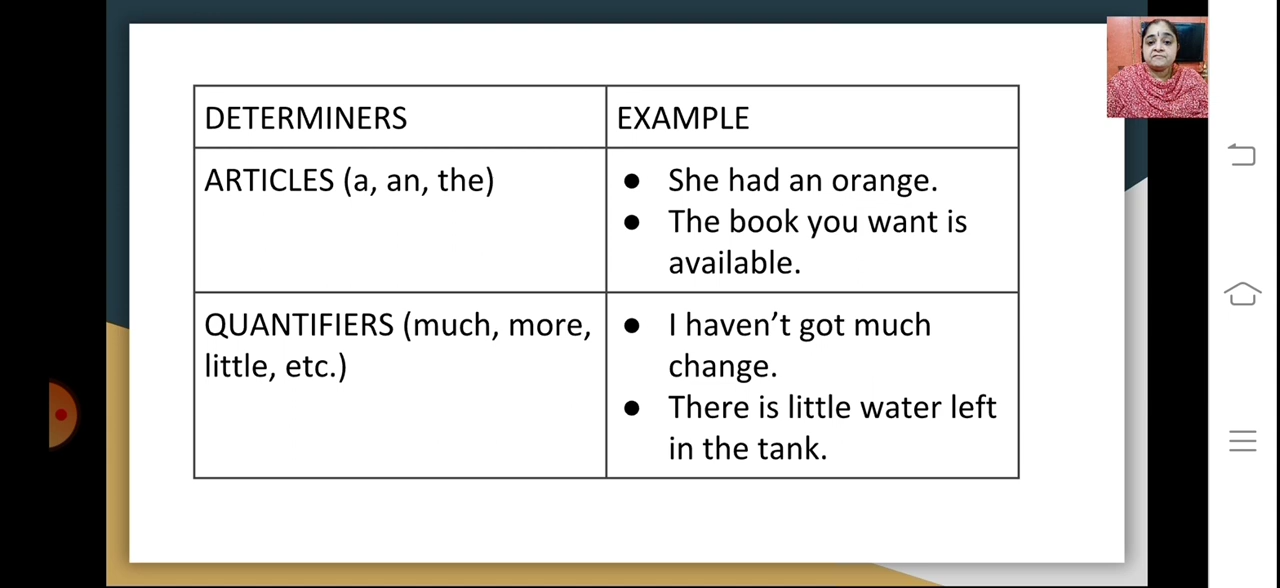 DETERMINERS
EXAMPLE
ARTICLES (a, an, the)
● She had an orange.
● The book you want is
available.
QUANTIFIERS (much, more,
little, etc.)
● I haven’t got much
change.
● There is little water left
in the tank.